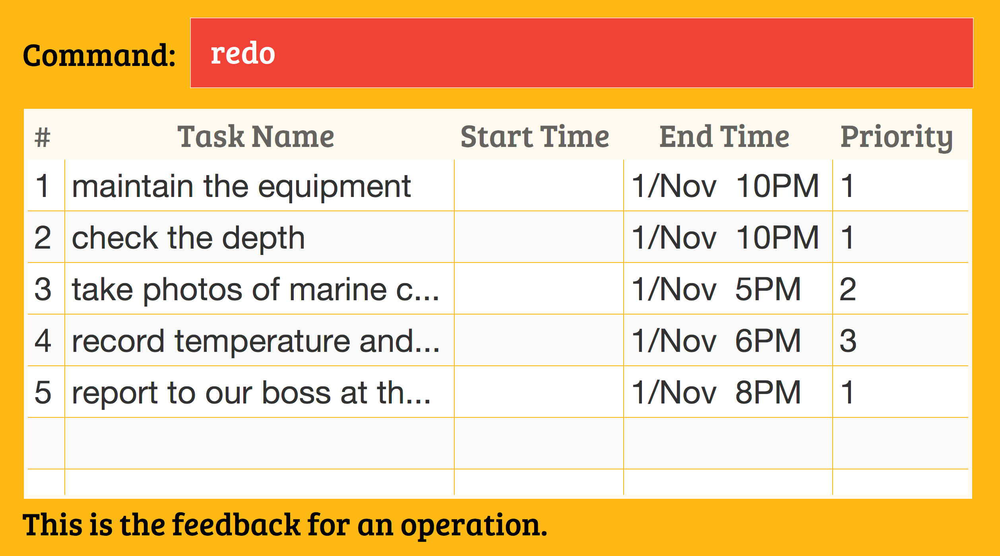 Command: redo
# Task Name Start Time End Time Priority
1 maintain the equipment 1/Nov 10PM 1
2 check the depth 1/Nov 10PM 1
3 take photos of marine c... 1/Nov 5PM 2
4 record temperature and... 1/Nov 6PM 3
5 report to our boss at th... 1/Nov 8PM 1
This is the feedback for an operation.